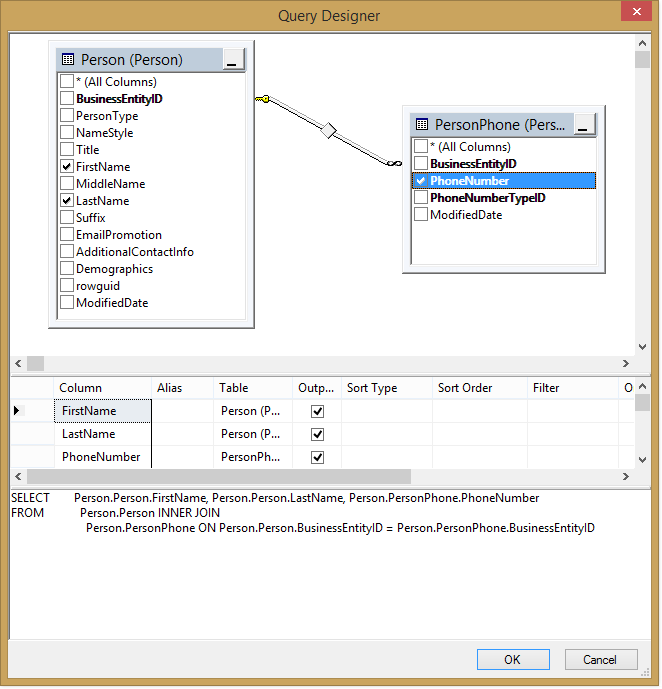 Query Designer
Person (Person)
* (All Columns)
BusinessEntityID
PersonType
NameStyle
Title
FirstName
MiddleName
LastName
Suffix
EmailPromotion
AdditionalContactInfo
Demographics
rowguid
ModifiedDate
PersonPhone (Pers...
* (All Columns)
BusinessEntityID
PhoneNumber
PhoneNumberTypeID
ModifiedDate
Column Alias Table Outp... Sort Type Sort Order Filter O
FirstName Person (P...
LastName Person (P...
PhoneNumber PersonPh...
SELECT Person.Person.FirstName, Person.Person.LastName, Person.PersonPhone.PhoneNumber
FROM Person.Person INNER JOIN
Person.PersonPhone ON Person.Person.BusinessEntityID = Person.PersonPhone.BusinessEntityID
OK Cancel